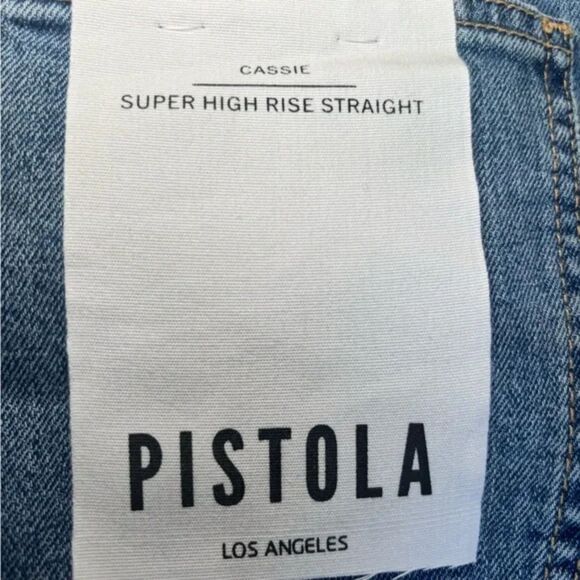 CASSIE
SUPER HIGH RISE STRAIGHT
PISTOLA
LOS ANGELES